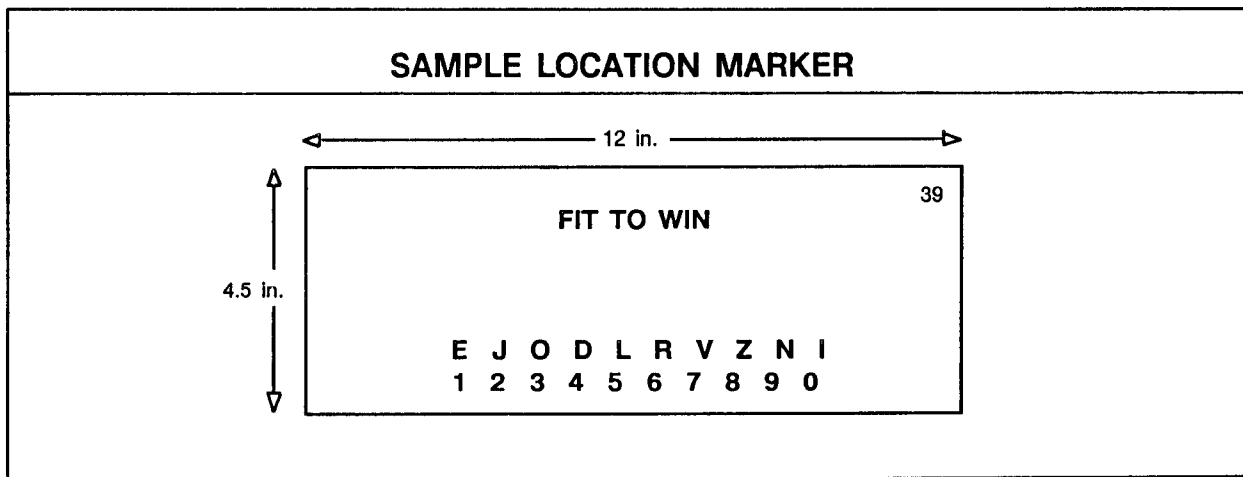 SAMPLE LOCATION MARKER
12 in.
39
FIT TO WIN
4.5 in.
E J O D L R V Z N I
1 2 3 4 5 6 7 8 9 0